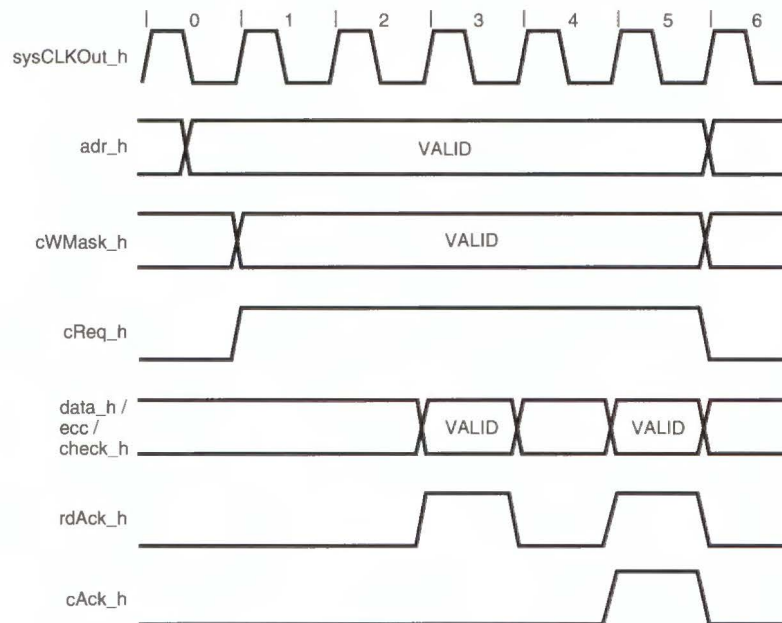 0 1 2 3 4 5 6
sysCLKOut_h
adr_h
VALID
cWMask_h
VALID
cReq_h
data_h /
ecc /
check_h
VALID
VALID
rdAck_h
cAck_h